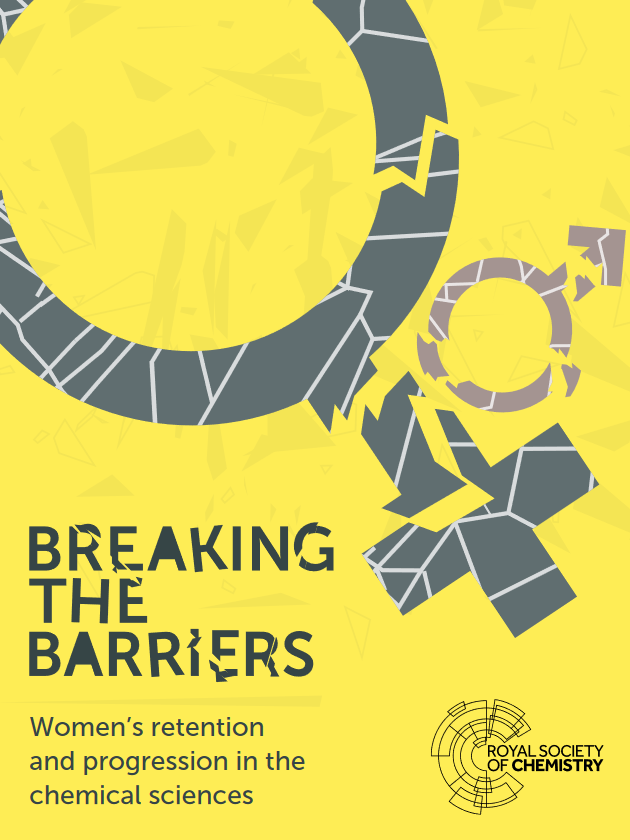 BREAKING
THE
BARRiERS
Women's retention
and progression in the
chemical sciences
ROYAL SOCIETY
OF CHEMISTRY